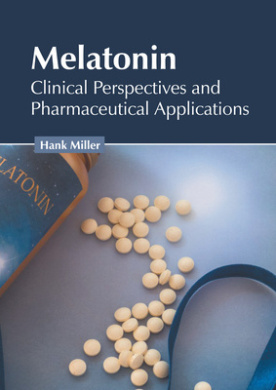 Melatonin
Clinical Perspectives and
Pharmaceutical Applications
Hank Miller
LATONIN